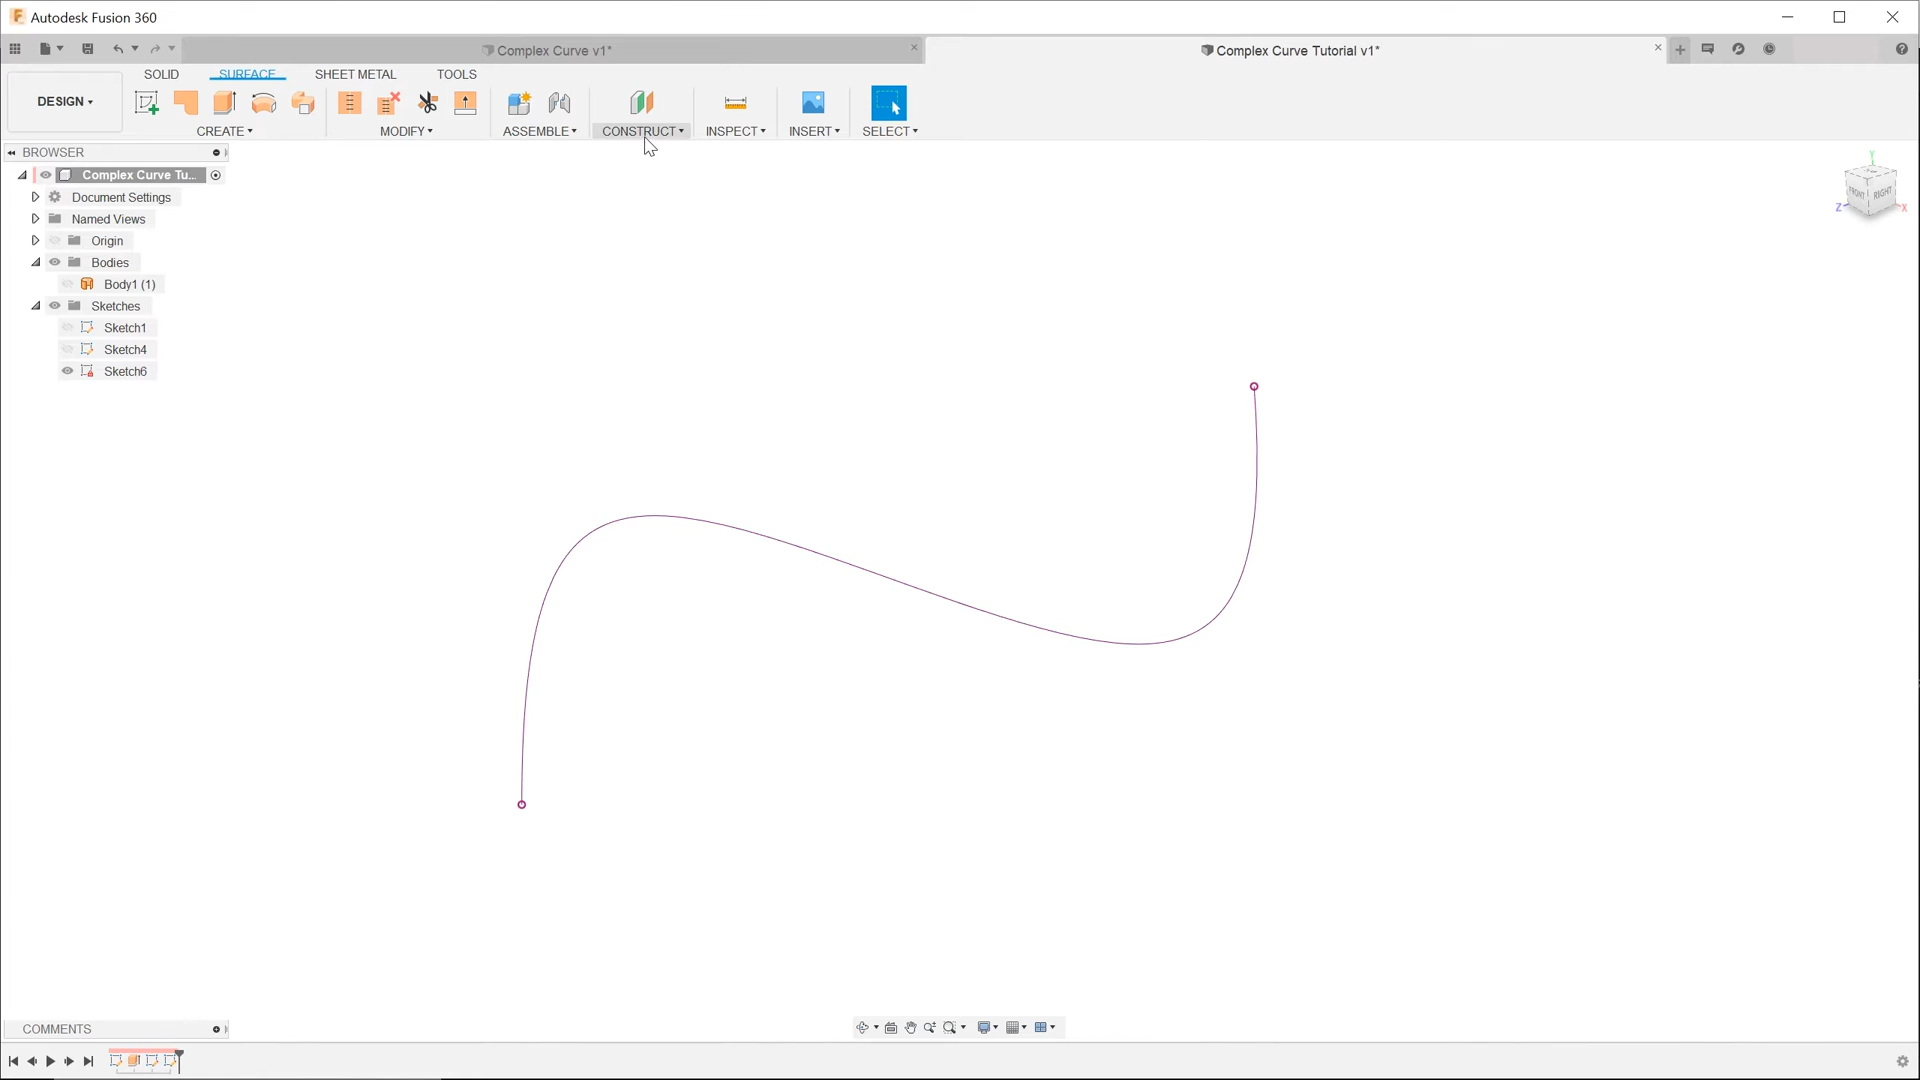 Autodesk Fusion 360
Complex Curve v1*
Complex Curve Tutorial v1*
SOLID SURFACE SHEET METAL TOOLS
DESIGN
CREATE MODIFY ASSEMBLE CONSTRUCT INSPECT INSERT SELECT
BROWSER
Complex Curve Tu...
Document Settings
Named Views
Origin
Bodies
Body1 (1)
Sketches
Sketch1
Sketch4
Sketch6
Y
FRONT RIGHT
Z X
COMMENTS